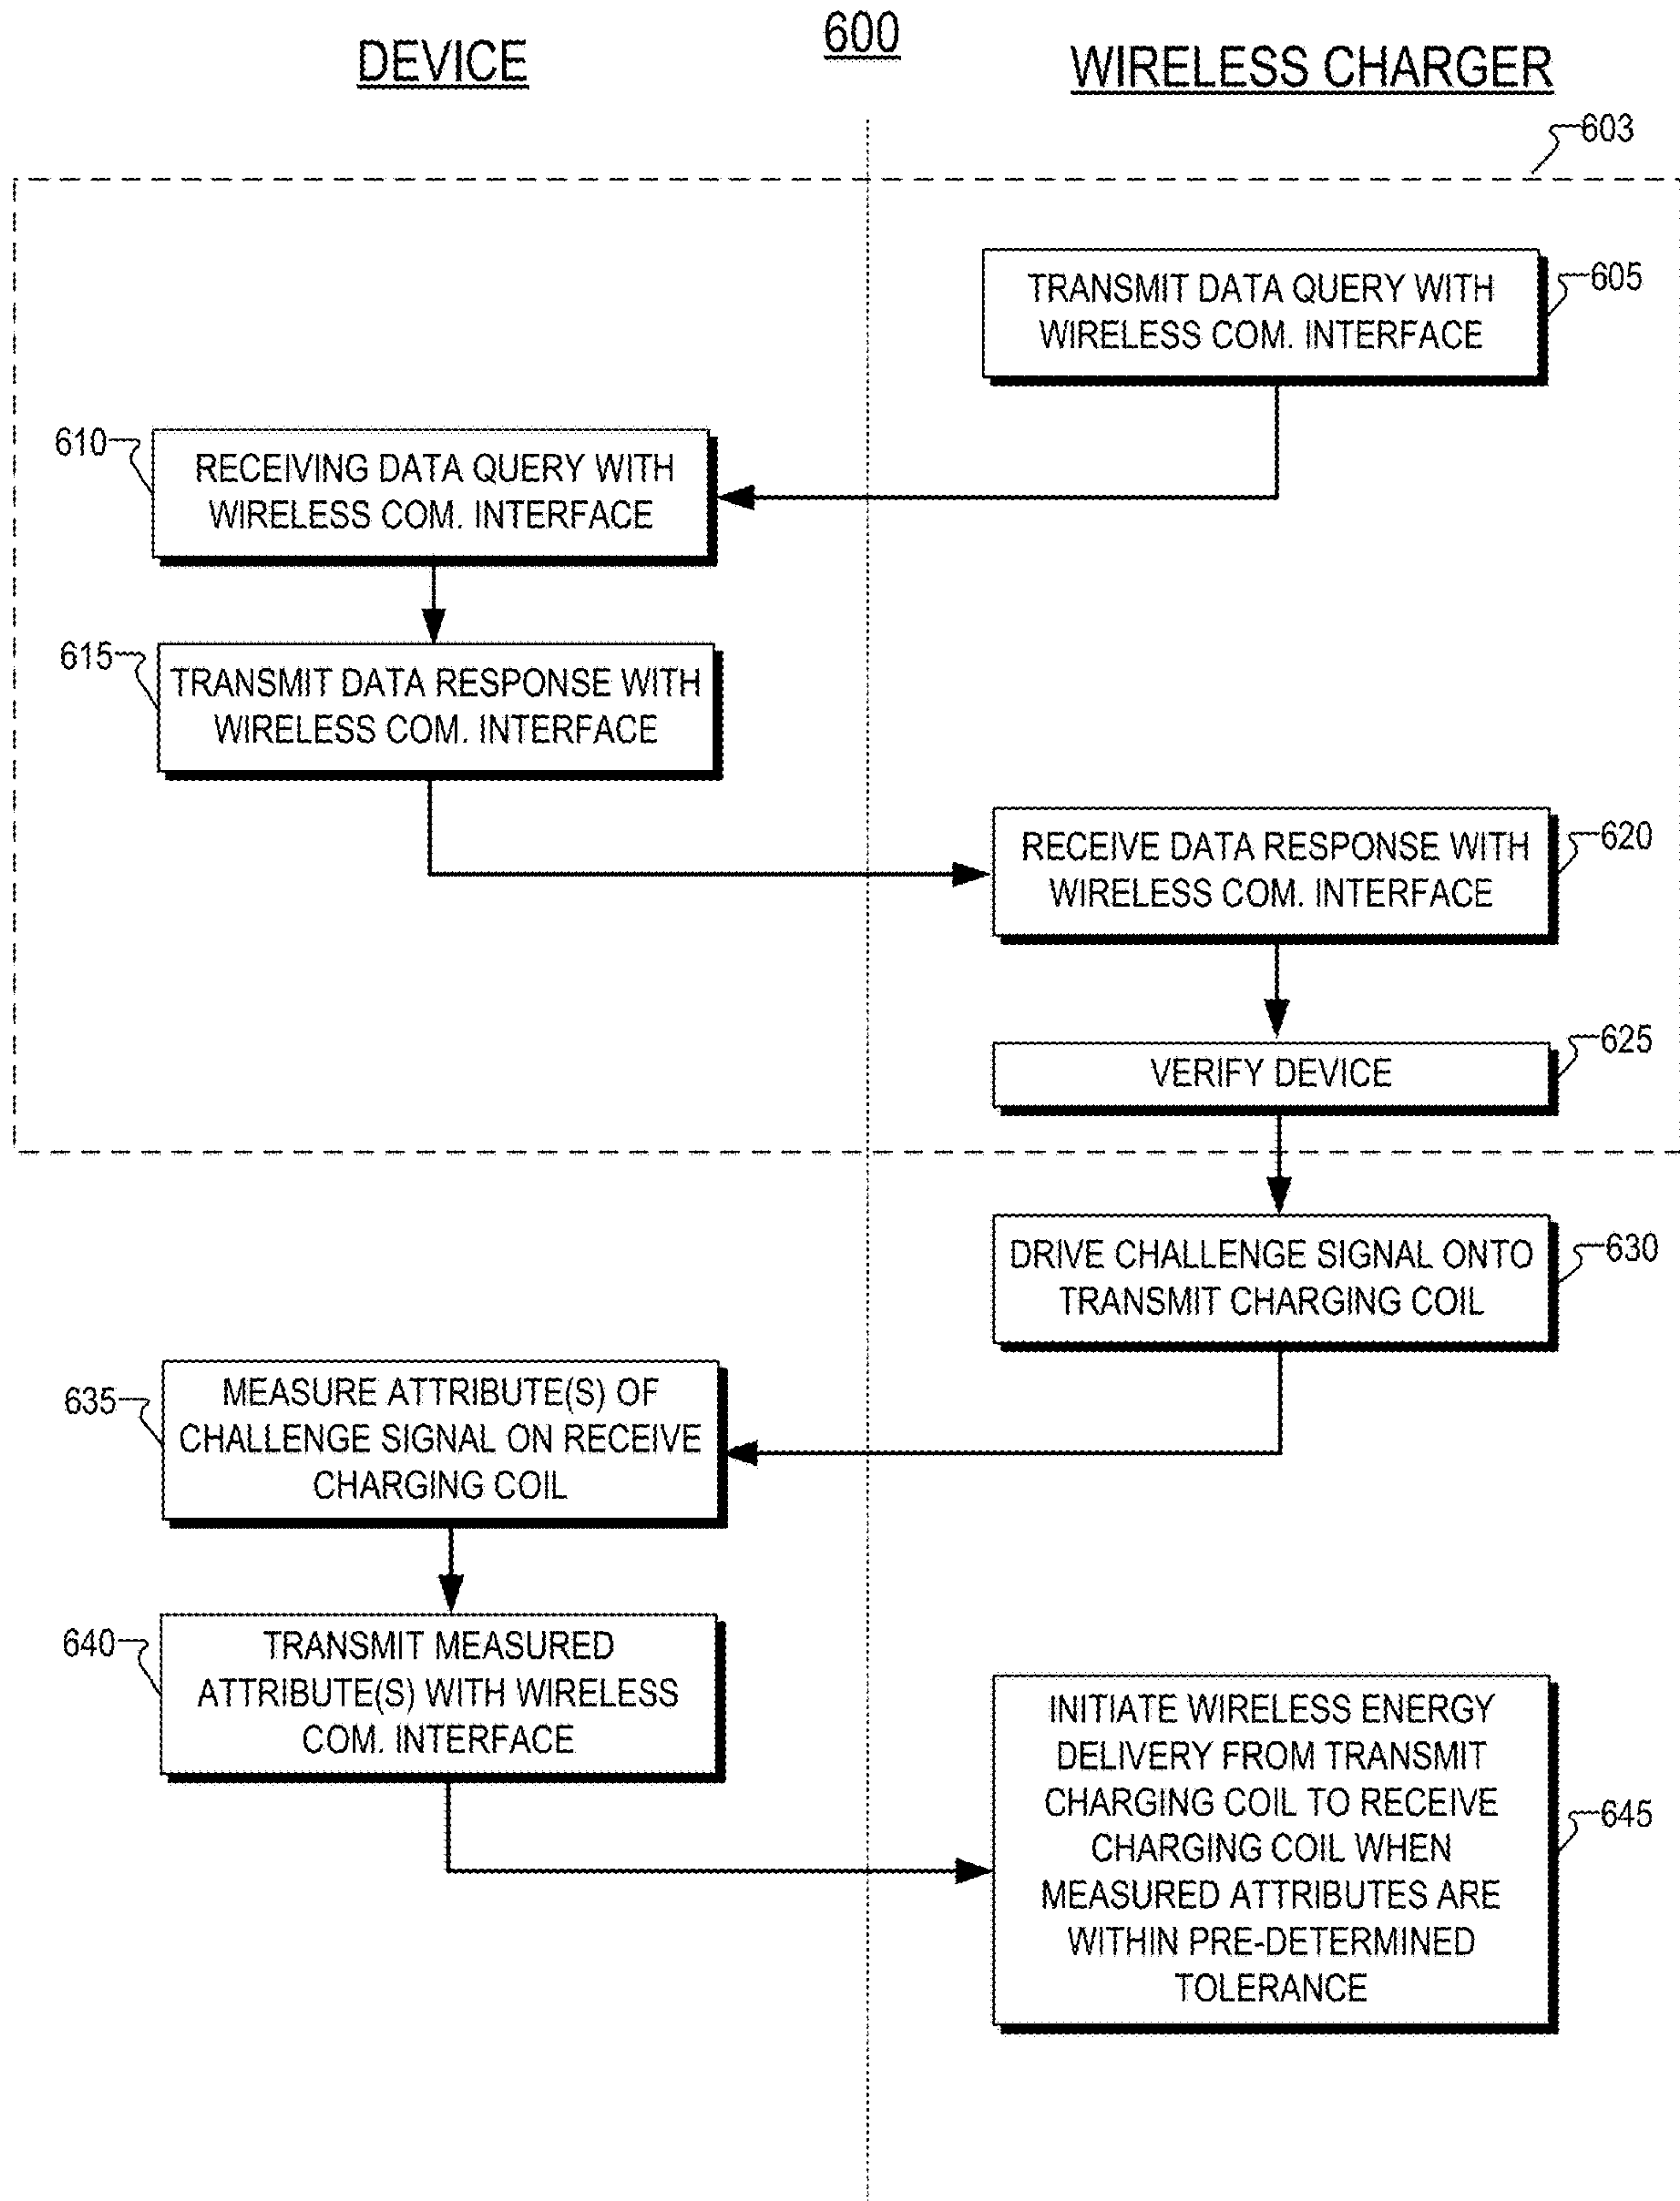 600
DEVICE
WIRELESS CHARGER
603
TRANSMIT DATA QUERY WITH
WIRELESS COM. INTERFACE
605
610
RECEIVING DATA QUERY WITH
WIRELESS COM. INTERFACE
615
TRANSMIT DATA RESPONSE WITH
WIRELESS COM. INTERFACE
RECEIVE DATA RESPONSE WITH
WIRELESS COM. INTERFACE
620
VERIFY DEVICE
625
DRIVE CHALLENGE SIGNAL ONTO
TRANSMIT CHARGING COIL
630
635
MEASURE ATTRIBUTE(S) OF
CHALLENGE SIGNAL ON RECEIVE
CHARGING COIL
640
TRANSMIT MEASURED
ATTRIBUTE(S) WITH WIRELESS
COM. INTERFACE
INITIATE WIRELESS ENERGY
DELIVERY FROM TRANSMIT
CHARGING COIL TO RECEIVE
CHARGING COIL WHEN
MEASURED ATTRIBUTES ARE
WITHIN PRE-DETERMINED
TOLERANCE
645